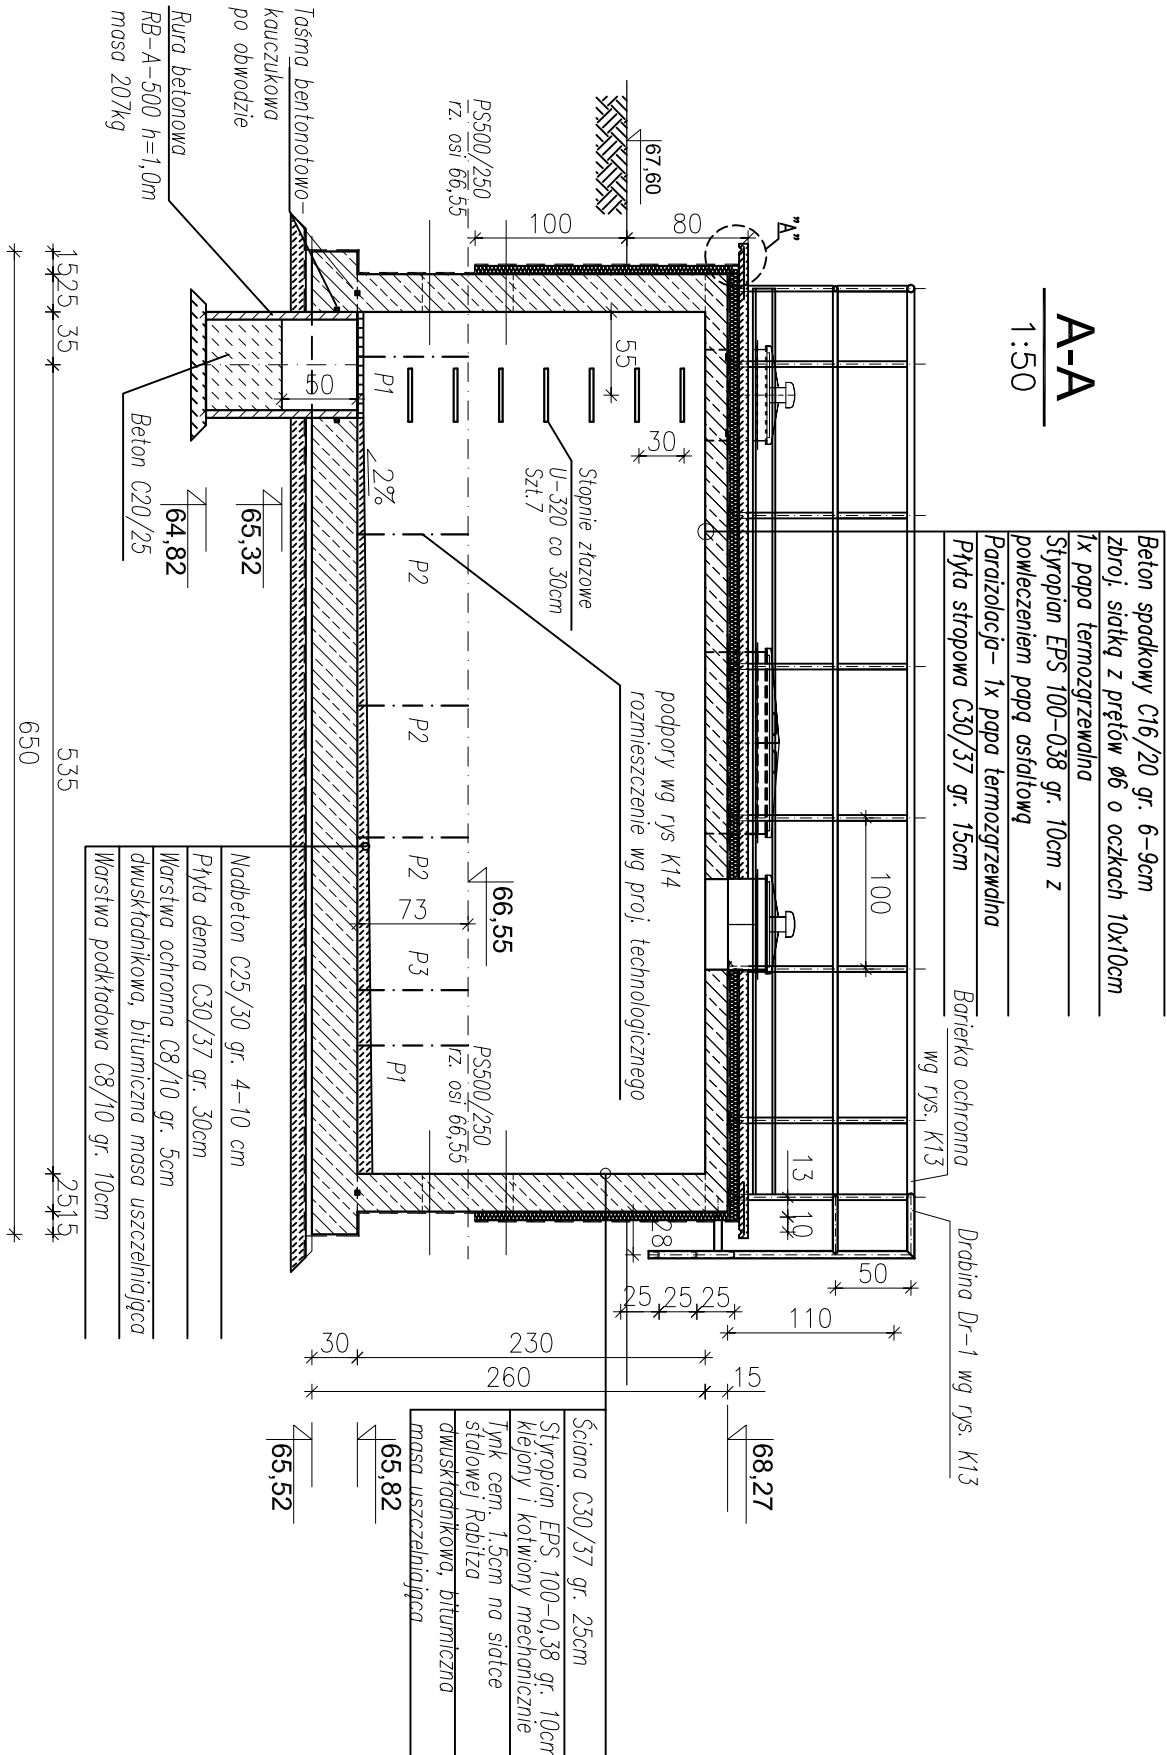 A-A
1:50
Beton spadkowy C16/20 gr. 6-9cm
zbroj. siatką z prętów ø6 o oczkach 10x10cm
1x papa termozgrzewalna
Styropian EPS 100-038 gr. 10cm z
powleczeniem papą asfaltową
Paraizolacja- 1x papa termozgrzewalna
Płyta stropowa C30/37 gr. 15cm
Barierka ochronna
wg rys. K13
Drabina Dr-1 wg rys. K13
"A"
67,60
80
100
PS500/250
rz. osi 66,55
Taśma bentonotowo-
kauczukowa
po obwodzie
Rura betonowa
RB-A-500 h=1,0m
masa 207kg
55
30
Stopnie złazowe
U-320 co 30cm
Szt.7
podpory wg rys K14
rozmieszczenie wg proj. technologicznego
100
13
10
50
110
28
25
25
25
15
68,27
230
30
260
65,82
65,52
Ściana C30/37 gr. 25cm
Styropian EPS 100-0,38 gr. 10cm
klejony i kotwiony mechanicznie
Tynk cem. 1.5cm na siatce
stalowej Rabitza
dwuskładnikowa, bitumiczna
masa uszczelniająca
66,55
73
PS500/250
rz. osi 66,55
P1
P2
P2
P2
P3
P1
2%
50
65,32
64,82
Beton C20/25
Nadbeton C25/30 gr. 4-10 cm
Płyta denna C30/37 gr. 30cm
Warstwa ochronna C8/10 gr. 5cm
dwuskładnikowa, bitumiczna masa uszczelniająca
Warstwa podkładowa C8/10 gr. 10cm
15
25
35
535
25
15
650